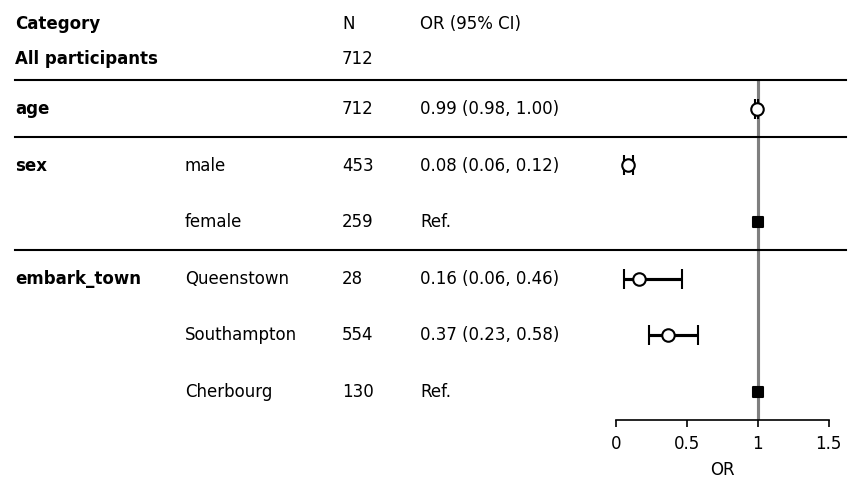 Category N OR (95% CI)
All participants 712
age 712 0.99 (0.98, 1.00)
sex male 453 0.08 (0.06, 0.12)
female 259 Ref.
embark_town Queenstown 28 0.16 (0.06, 0.46)
Southampton 554 0.37 (0.23, 0.58)
Cherbourg 130 Ref.
0 0.5 1 1.5
OR